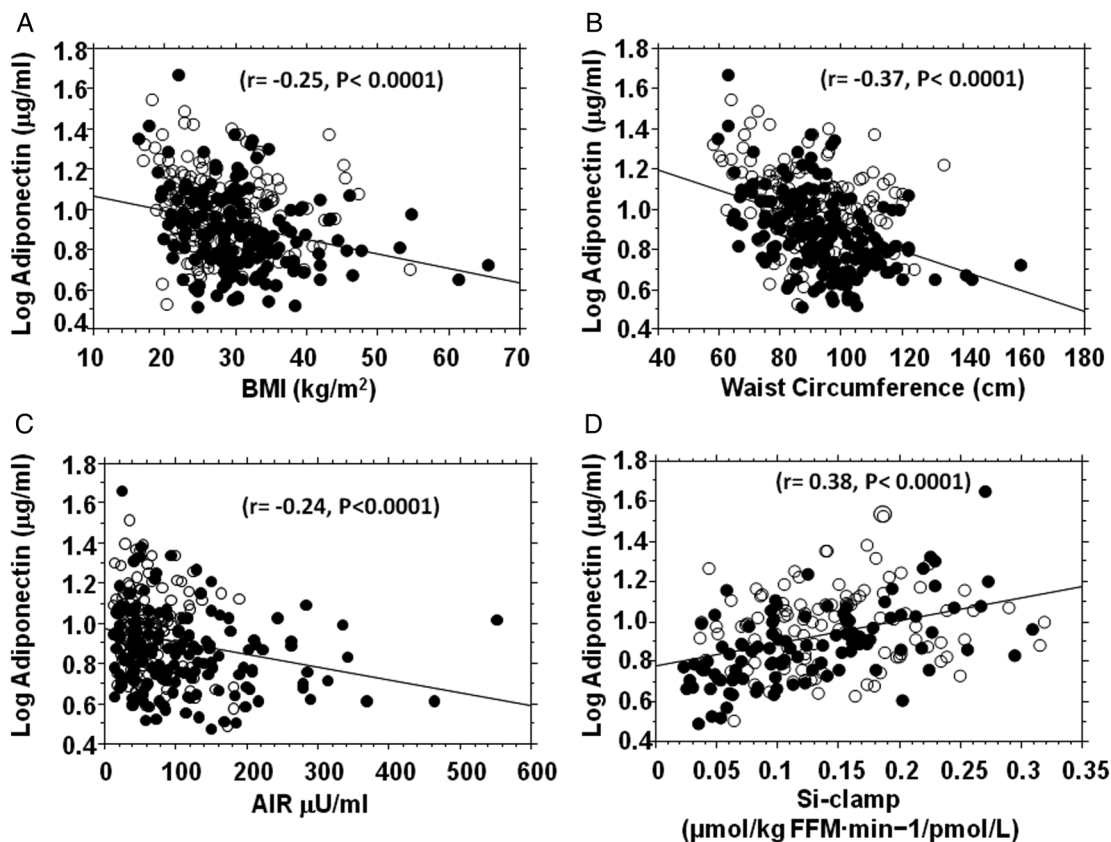 A
(r= -0.25, P< 0.0001)
Log Adiponectin (µg/ml)
1.8
1.6
1.4
1.2
1.0
0.8
0.6
0.4
10 20 30 40 50 60 70
BMI (kg/m²)
B
(r= -0.37, P< 0.0001)
Log Adiponectin (µg/ml)
1.8
1.6
1.4
1.2
1.0
0.8
0.6
0.4
40 60 80 100 120 140 160 180
Waist Circumference (cm)
C
(r= -0.24, P<0.0001)
Log Adiponectin (µg/ml)
1.8
1.6
1.4
1.2
1.0
0.8
0.6
0.4
0 100 200 300 400 500 600
AIR µU/ml
D
(r= 0.38, P< 0.0001)
Log Adiponectin (µg/ml)
1.8
1.6
1.4
1.2
1.0
0.8
0.6
0.4
0 0.05 0.1 0.15 0.2 0.25 0.3 0.35
Si-clamp
(µmol/kg FFM·min−1/pmol/L)